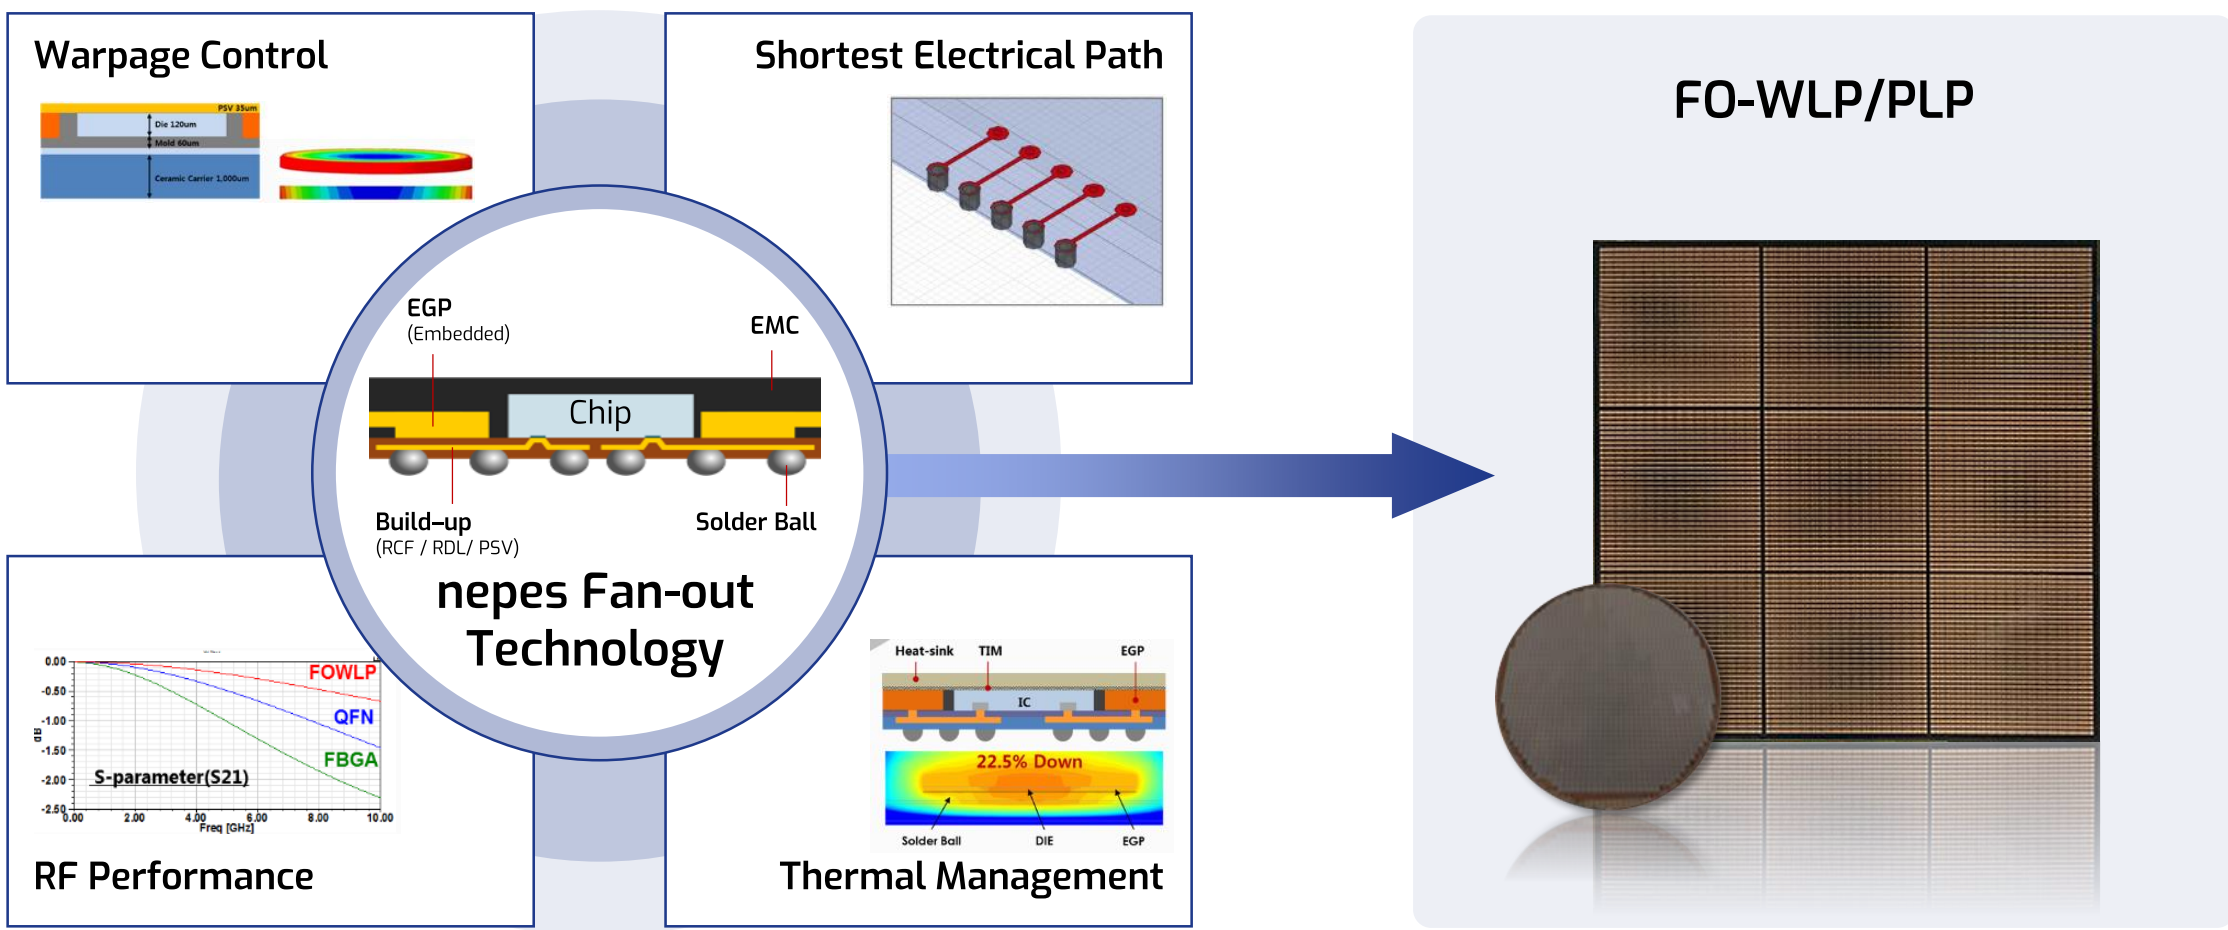 Warpage Control
PSV 35um
Die 120um
Mold 60um
Ceramic Carrier 1,000um
Shortest Electrical Path
FO-WLP/PLP
EGP
(Embedded)
EMC
Chip
Build–up
(RCF / RDL/ PSV)
Solder Ball
nepes Fan-out
Technology
0.00
-0.50
-1.00
-1.50
-2.00
-2.50
dB
FOWLP
QFN
FBGA
S-parameter(S21)
0.00
2.00
4.00
6.00
8.00
10.00
Freq [GHz]
RF Performance
Heat-sink
TIM
EGP
IC
22.5% Down
Solder Ball
DIE
EGP
Thermal Management